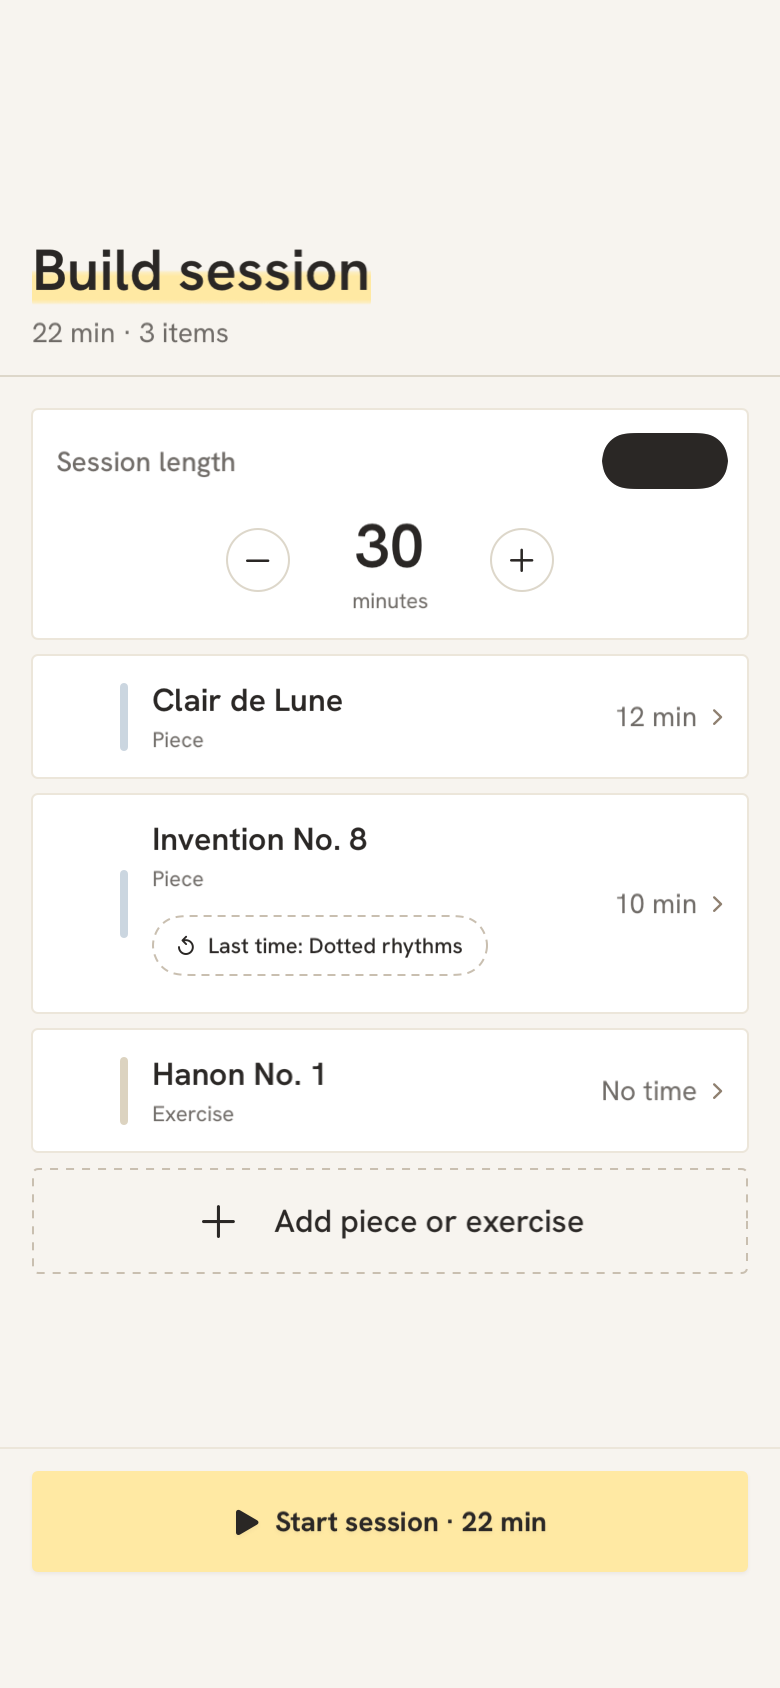 Build session
22 min · 3 items
Session length
30
minutes
Clair de Lune
Piece
12 min
Invention No. 8
Piece
10 min
Last time: Dotted rhythms
Hanon No. 1
Exercise
No time
Add piece or exercise
Start session · 22 min